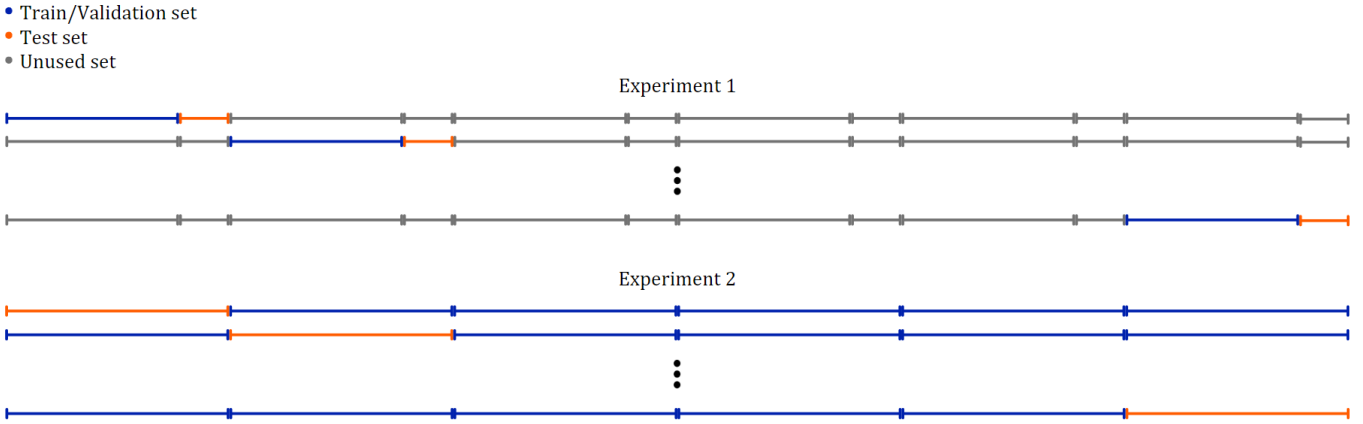 Train/Validation set
Test set
Unused set
Experiment 1
Experiment 2